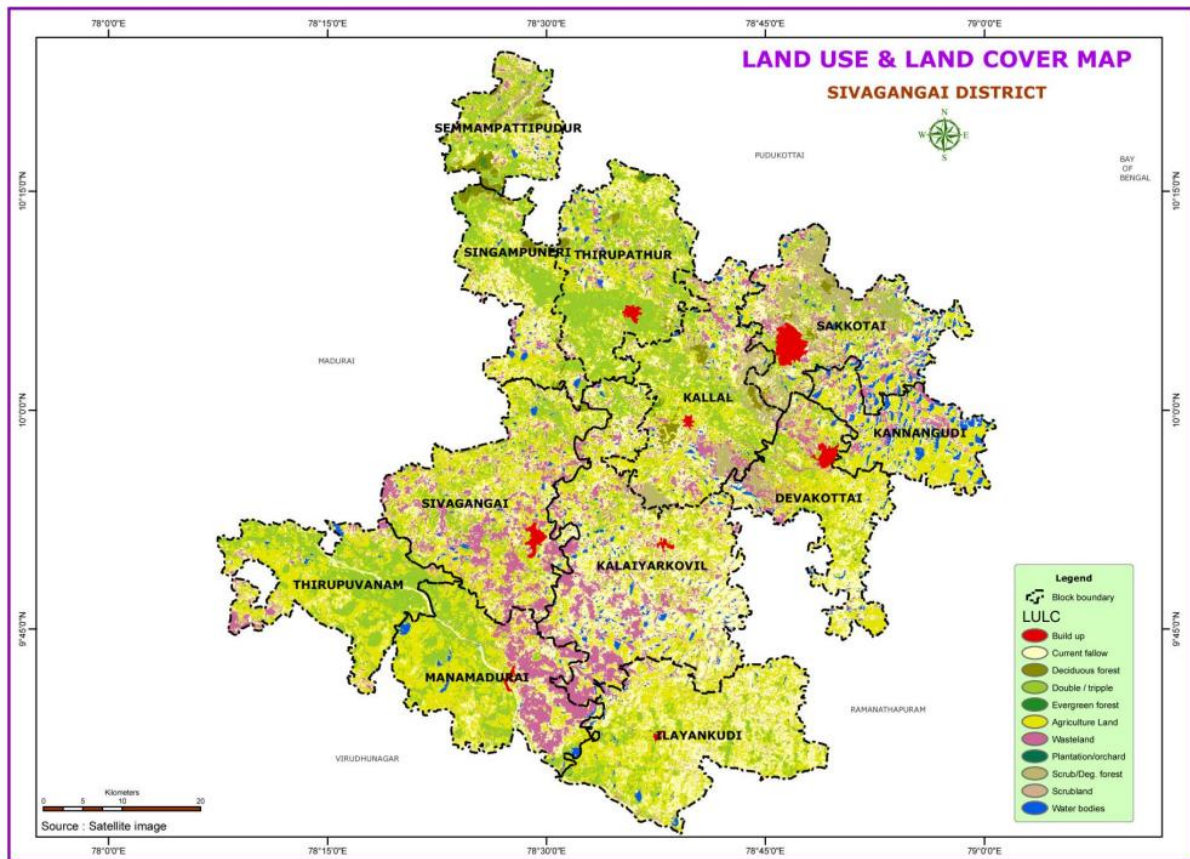 78°0'0"E 78°15'0"E 78°30'0"E 78°45'0"E 79°0'0"E
LAND USE & LAND COVER MAP
SIVAGANGAI DISTRICT
N
W E
S
SEMMAMPATTIPUDUR
PUDUKOTTAI
BAY
OF
BENGAL
10°15'0"N 10°15'0"N
SINGAMPUNERI THIRUPATHUR
SAKKOTAI
MADURAI
KALLAL
10°0'0"N 10°0'0"N
KANNANGUDI
SIVAGANGAI DEVAKOTTAI
KALAIYARKOVIL
THIRUPUVANAM
9°45'0"N 9°45'0"N
MANAMADURAI
RAMANATHAPURAM
ILAYANKUDI
VIRUDHUNAGAR
Legend
Block boundary
LULC
Build up
Current fallow
Deciduous forest
Double / tripple
Evergreen forest
Agriculture Land
Wasteland
Plantation/orchard
Scrub/Deg. forest
Scrubland
Water bodies
Kilometers
0 5 10 20
Source : Satellite image
78°0'0"E 78°15'0"E 78°30'0"E 78°45'0"E 79°0'0"E